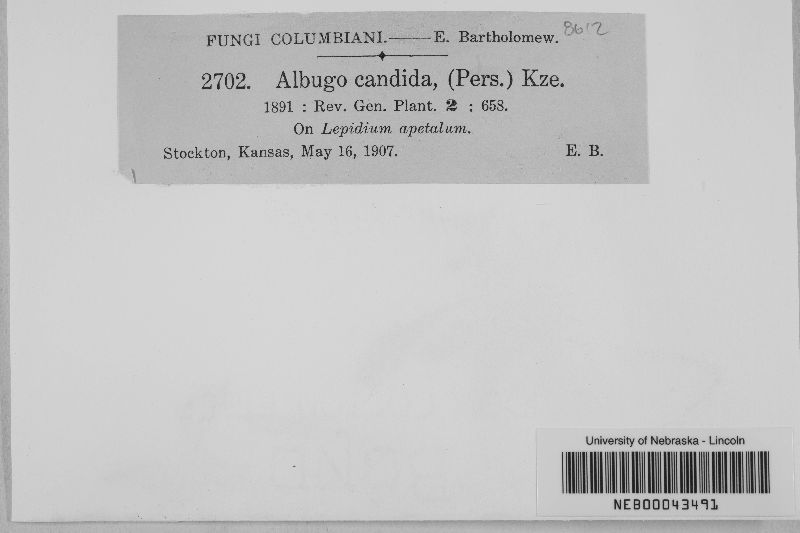 FUNGI COLUMBIANI.——E. Bartholomew. 8612
2702. Albugo candida, (Pers.) Kze.
1891 : Rev. Gen. Plant. 2 : 658.
On Lepidium apetalum.
Stockton, Kansas, May 16, 1907. E. B.
University of Nebraska - Lincoln
NEB00043491